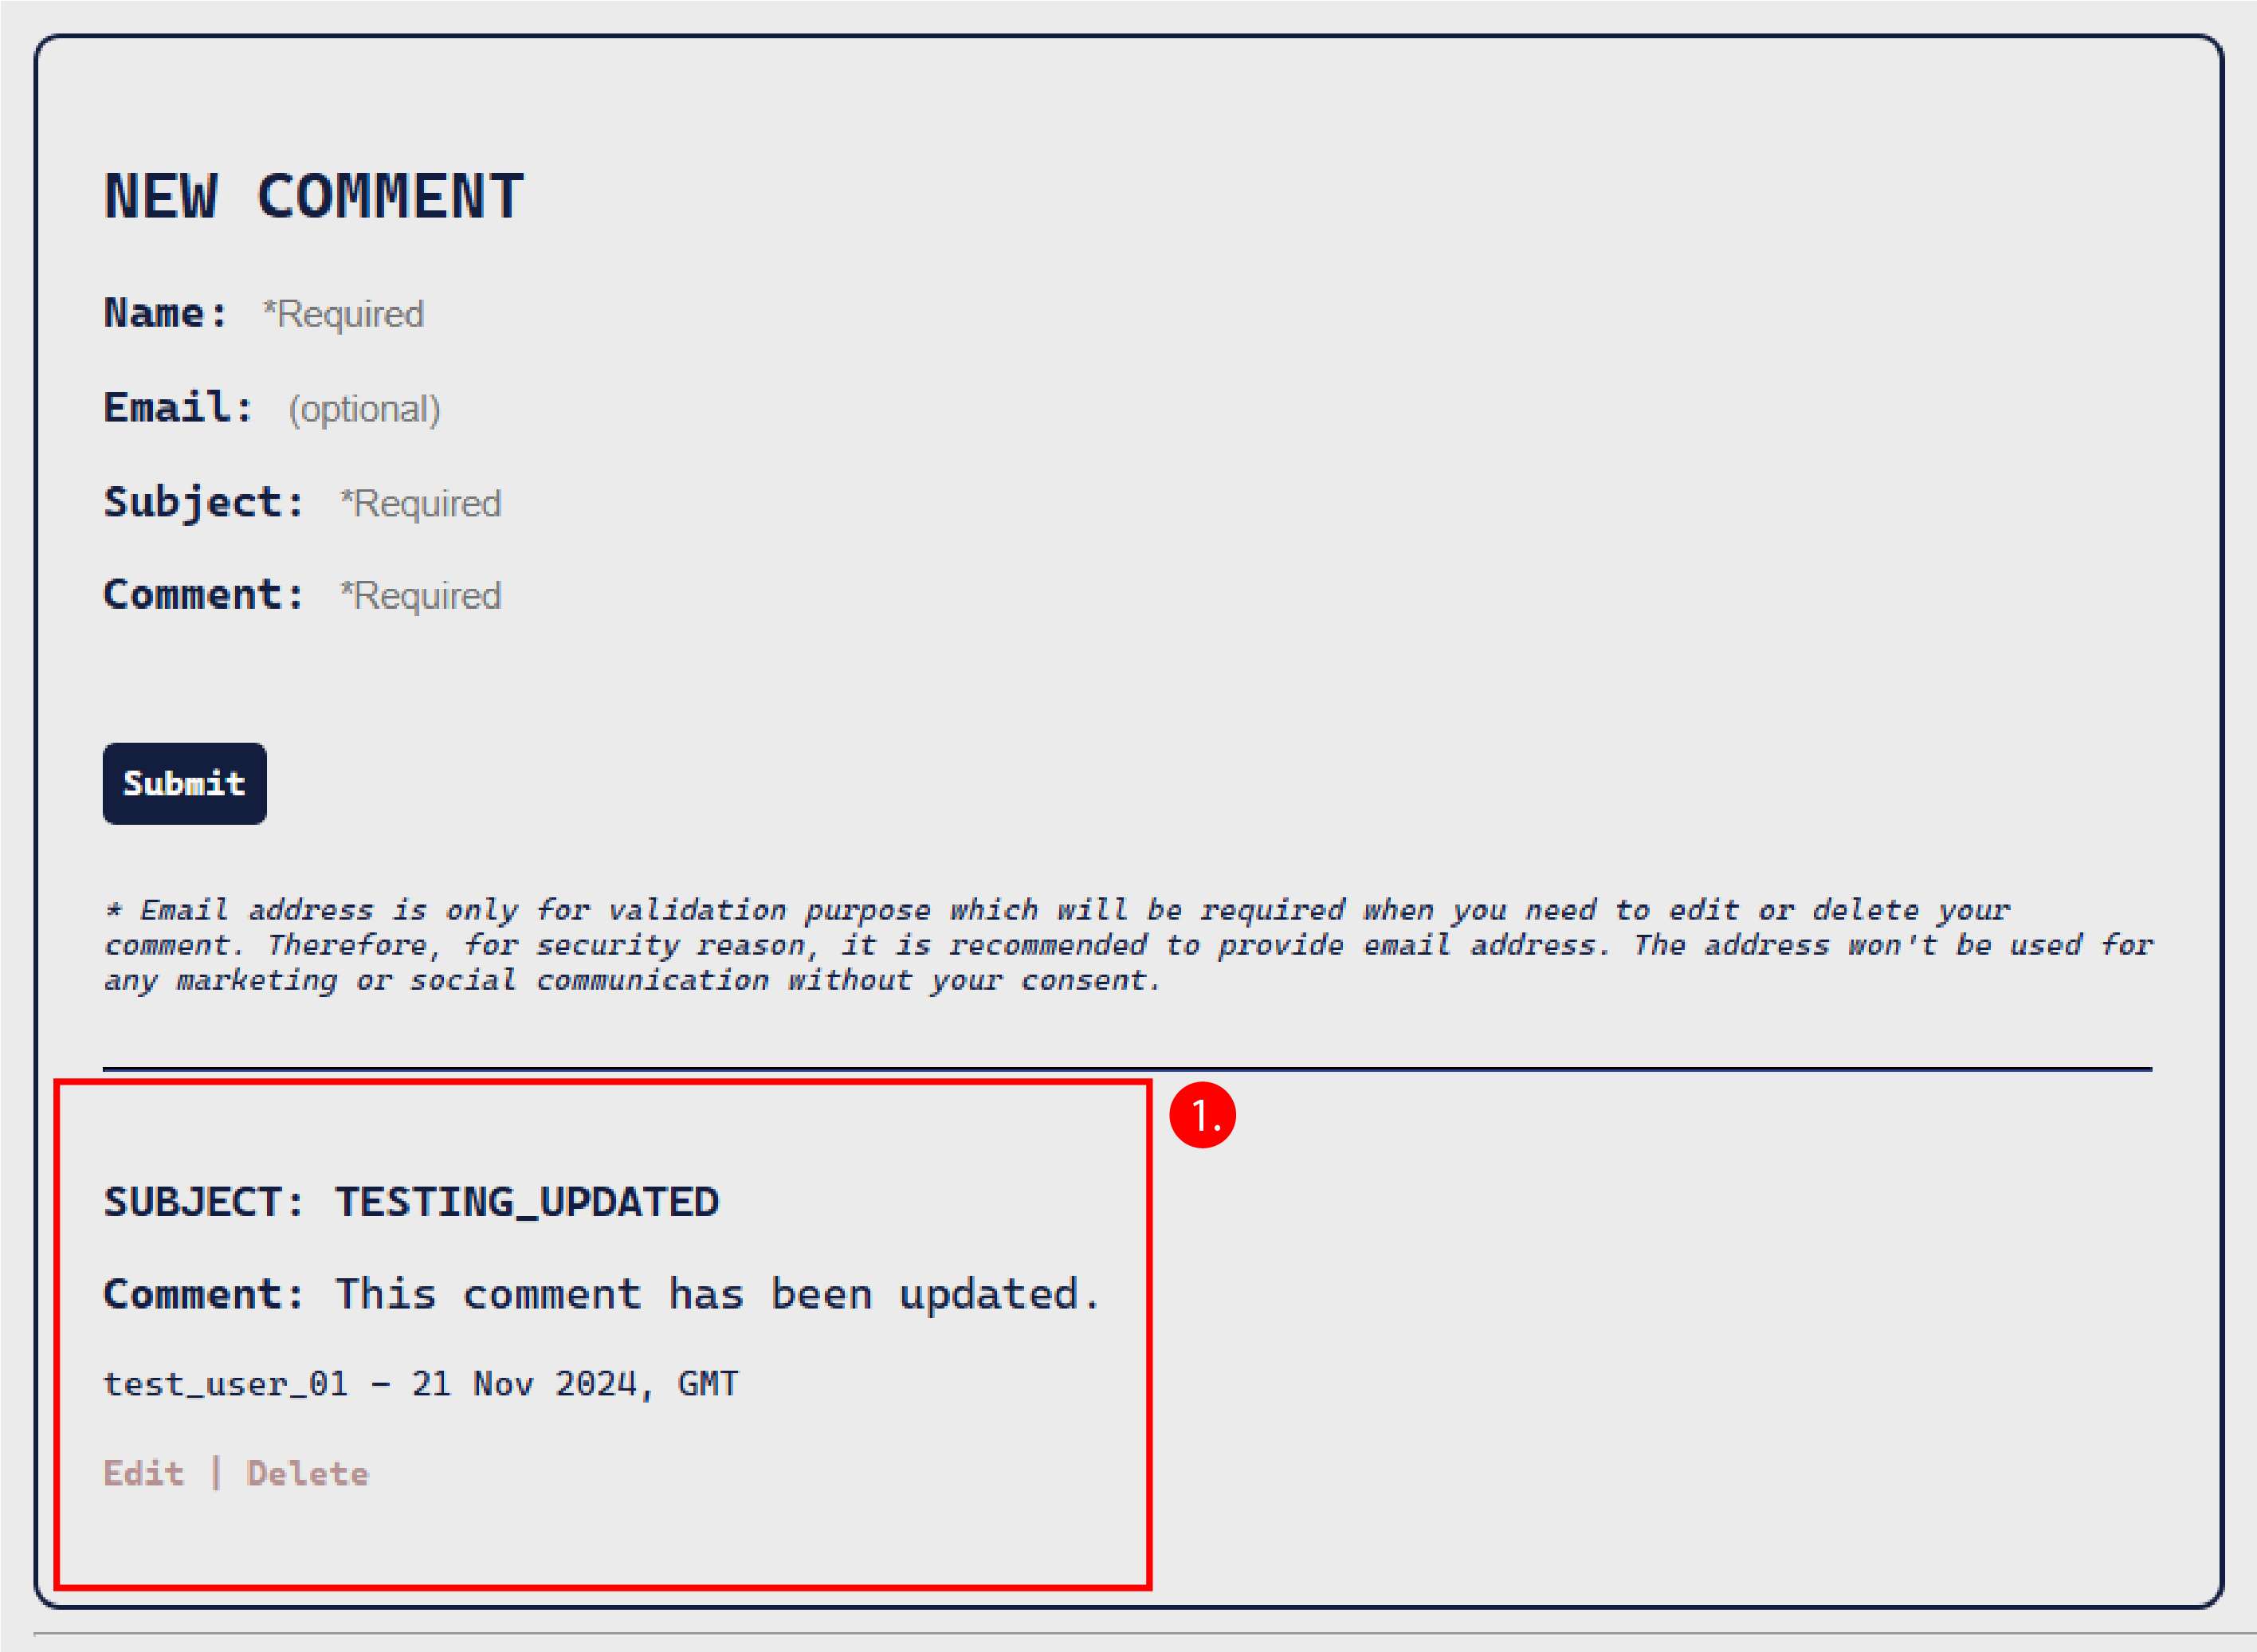 NEW COMMENT
Name: *Required
Email: (optional)
Subject: *Required
Comment: *Required
Submit
* Email address is only for validation purpose which will be required when you need to edit or delete your
comment. Therefore, for security reason, it is recommended to provide email address. The address won't be used for
any marketing or social communication without your consent.
1.
SUBJECT: TESTING_UPDATED
Comment: This comment has been updated.
test_user_01 – 21 Nov 2024, GMT
Edit | Delete